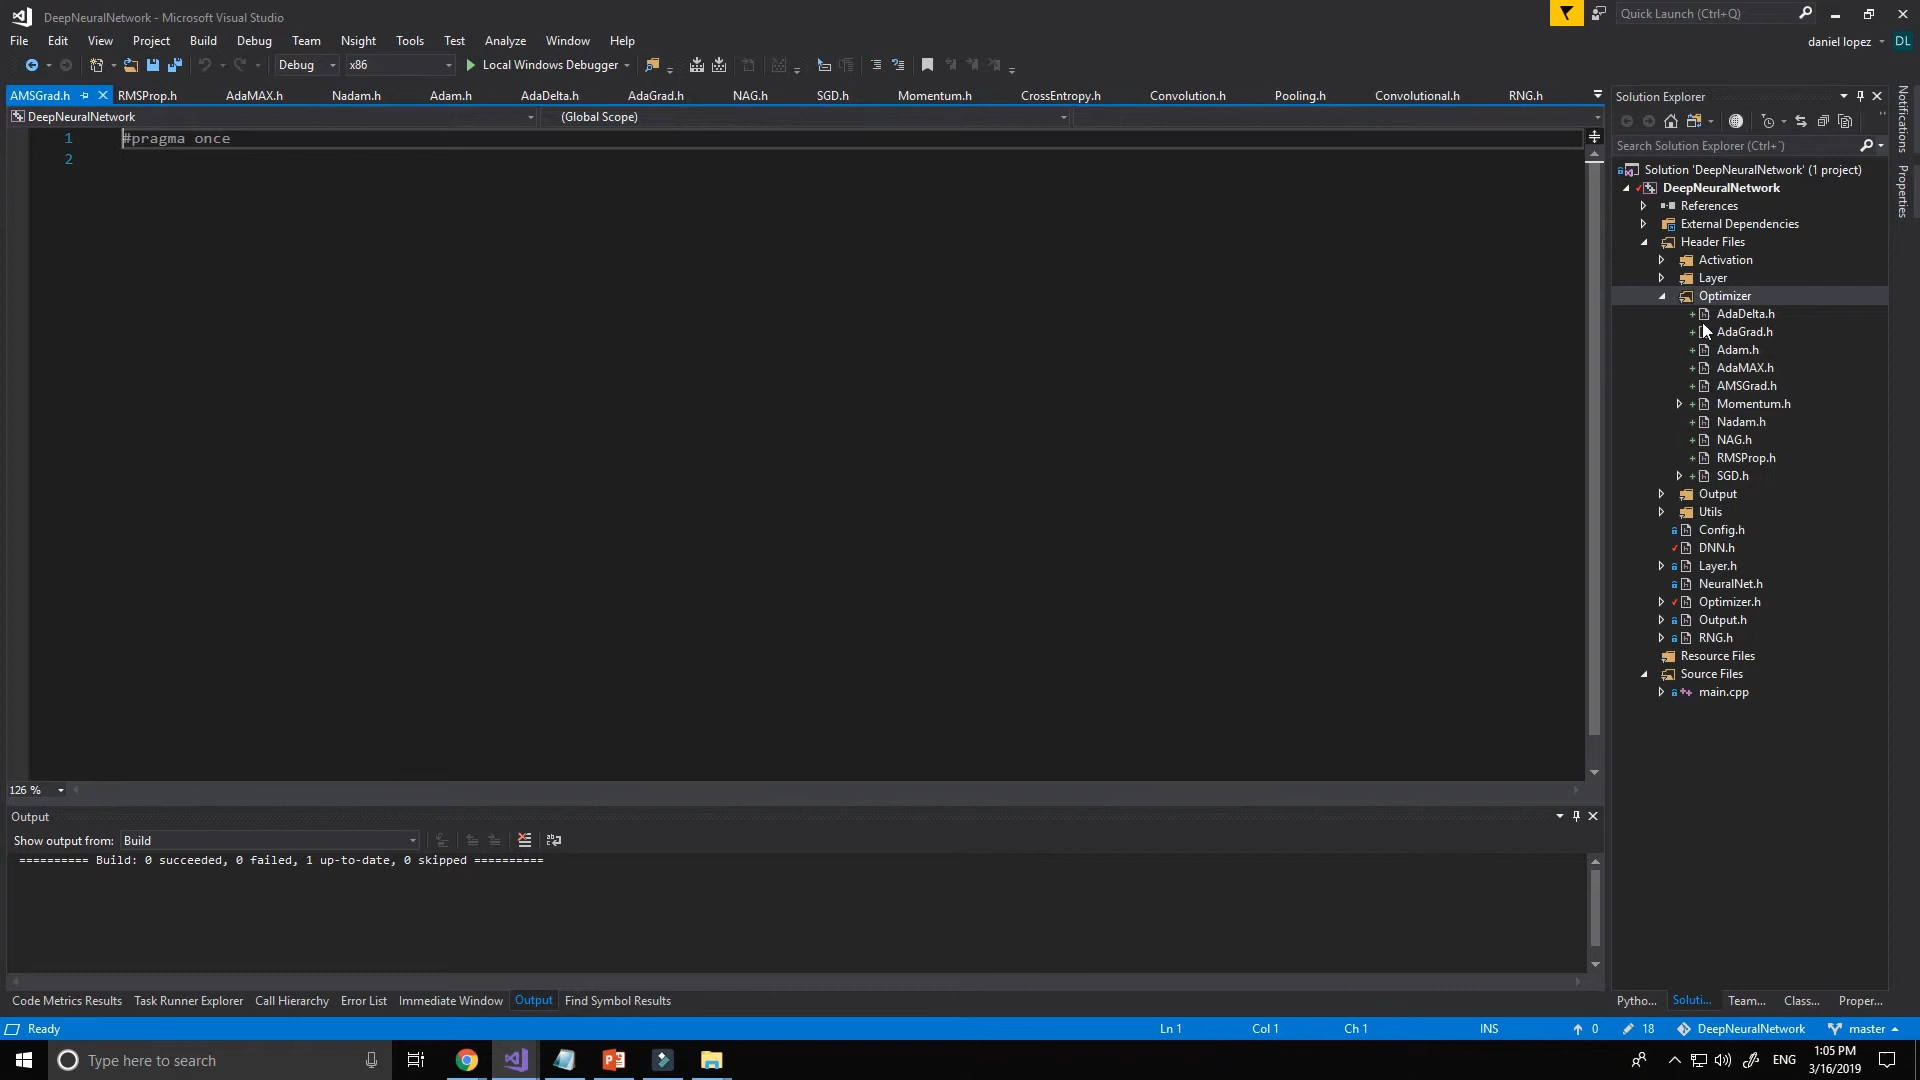 DeepNeuralNetwork - Microsoft Visual Studio
Quick Launch (Ctrl+Q)
File Edit View Project Build Debug Team Nsight Tools Test Analyze Window Help
daniel lopez DL
Debug x86 Local Windows Debugger
AMSGrad.h RMSProp.h AdaMAX.h Nadam.h Adam.h AdaDelta.h AdaGrad.h NAG.h SGD.h Momentum.h CrossEntropy.h Convolution.h Pooling.h Convolutional.h RNG.h
DeepNeuralNetwork (Global Scope)
1 #pragma once
2
126 %
Output
Show output from: Build
========== Build: 0 succeeded, 0 failed, 1 up-to-date, 0 skipped ==========
Code Metrics Results Task Runner Explorer Call Hierarchy Error List Immediate Window Output Find Symbol Results
Solution Explorer
Search Solution Explorer (Ctrl+¨)
Solution 'DeepNeuralNetwork' (1 project)
DeepNeuralNetwork
References
External Dependencies
Header Files
Activation
Layer
Optimizer
AdaDelta.h
AdaGrad.h
Adam.h
AdaMAX.h
AMSGrad.h
Momentum.h
Nadam.h
NAG.h
RMSProp.h
SGD.h
Output
Utils
Config.h
DNN.h
Layer.h
NeuralNet.h
Optimizer.h
Output.h
RNG.h
Resource Files
Source Files
main.cpp
Pytho... Soluti... Team... Class... Proper...
Notifications
Properties
Ready Ln 1 Col 1 Ch 1 INS 0 18 DeepNeuralNetwork master
Type here to search
ENG
1:05 PM
3/16/2019